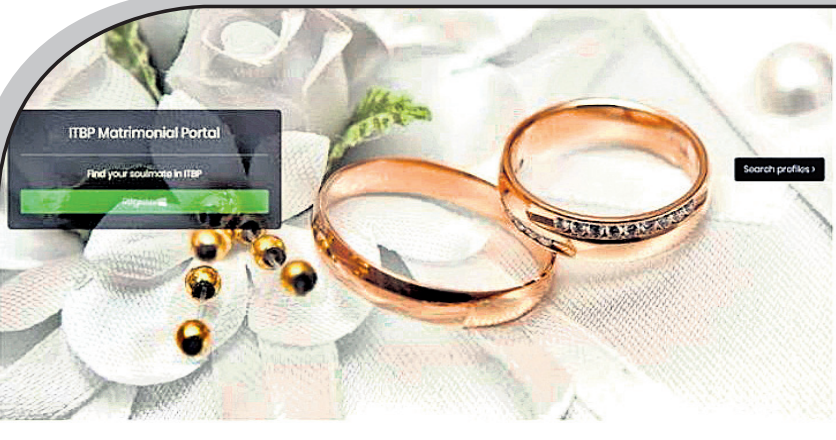 ITBP Matrimonial Portal
Find your soulmate in ITBP
Search profiles ›